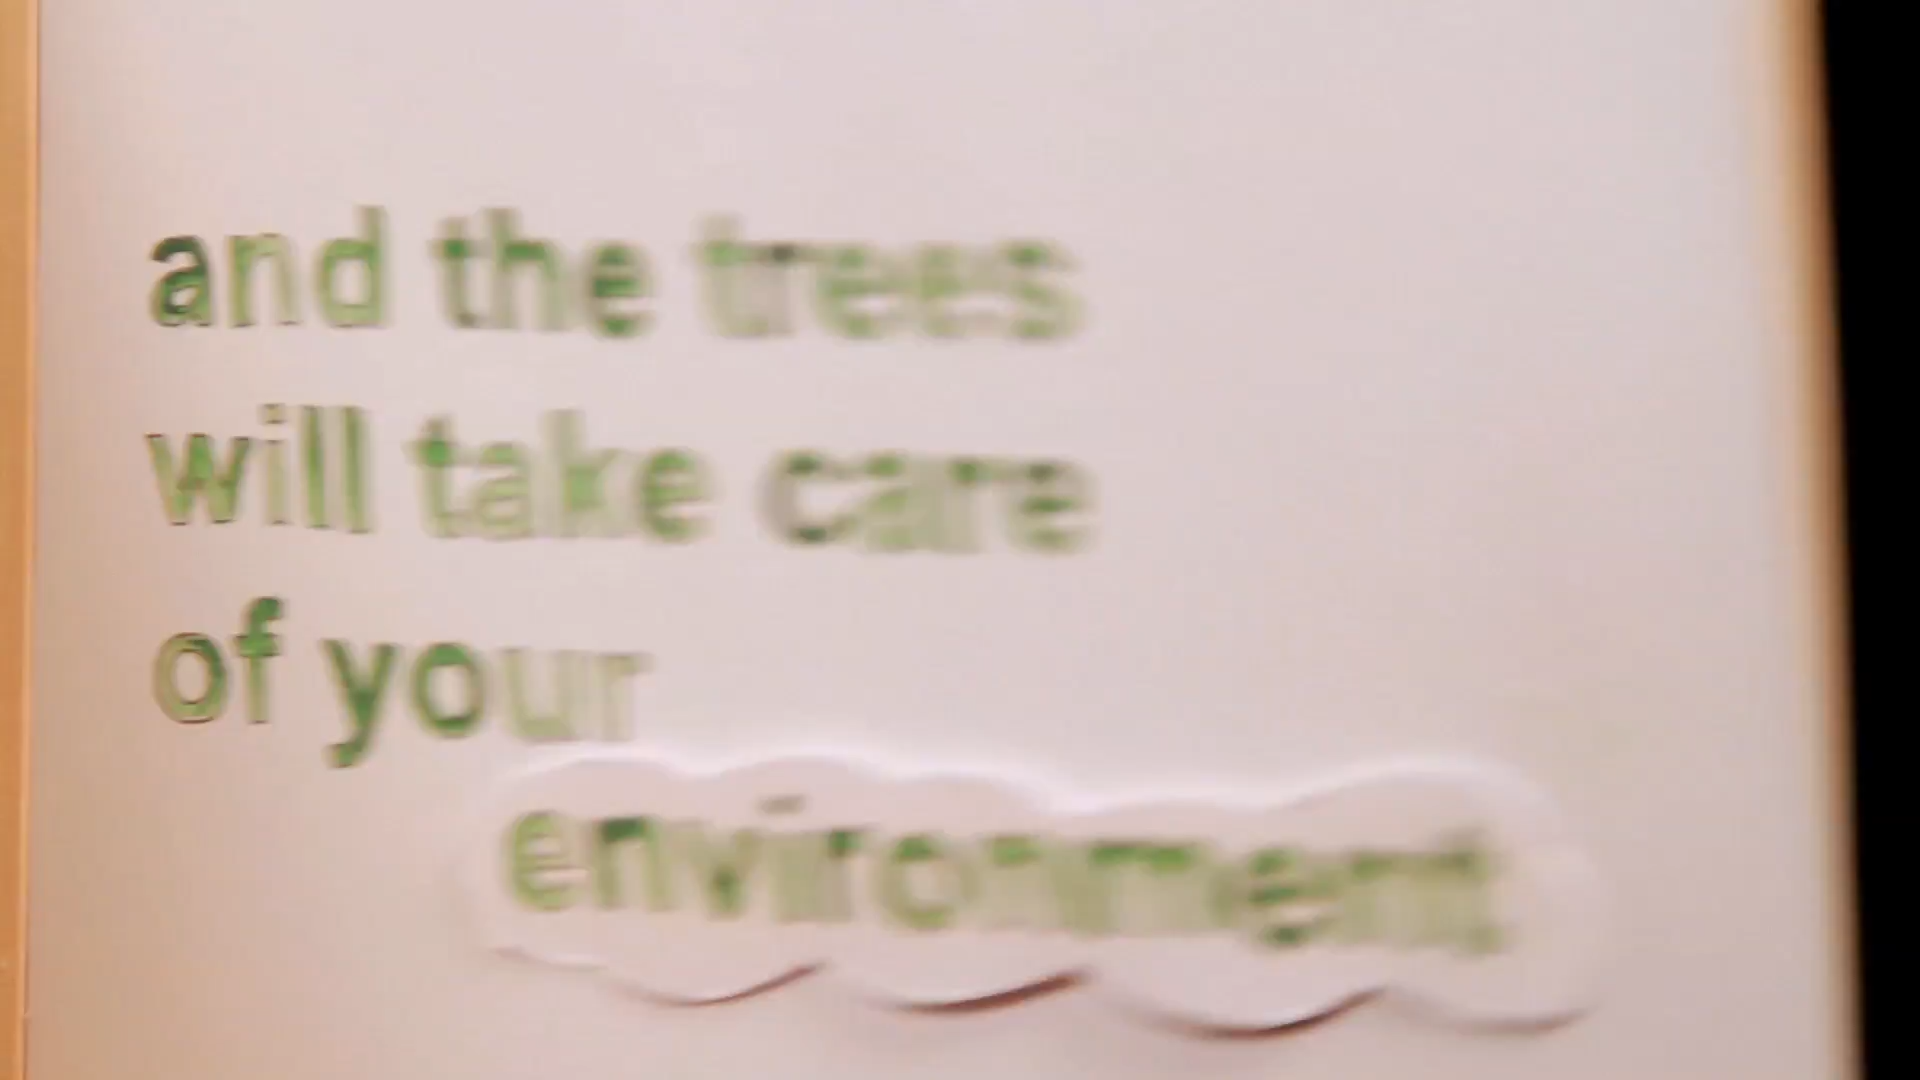 and the trees
will take care
of your
environment.